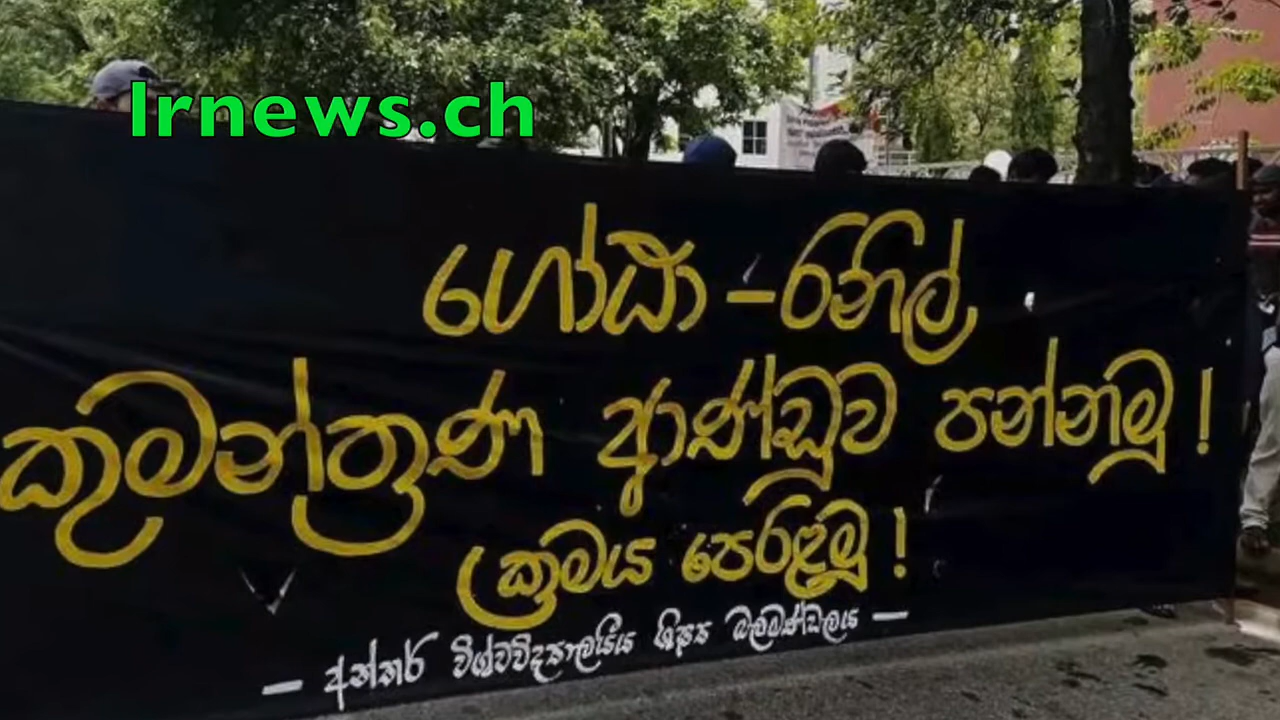 lrnews.ch
ගෝඨා - රනිල්
කුමන්ත්‍රණ ආණ්ඩුව පන්නමු !
ක්‍රමය පෙරළමු !
— අන්තර් විශ්වවිද්‍යාලයීය ශිෂ්‍ය බලමණ්ඩලය —